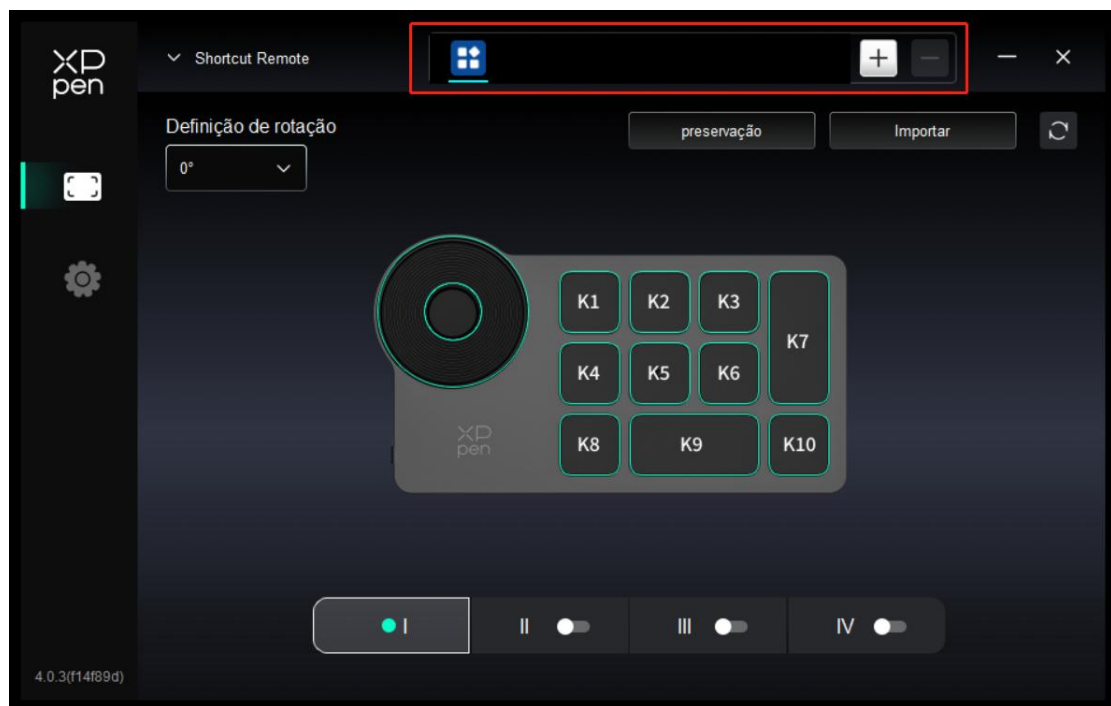 XP
pen
Shortcut Remote
Definição de rotação
preservação
Importar
0°
K1
K2
K3
K7
K4
K5
K6
XP
pen
K8
K9
K10
I
II
III
IV
4.0.3(f14f89d)